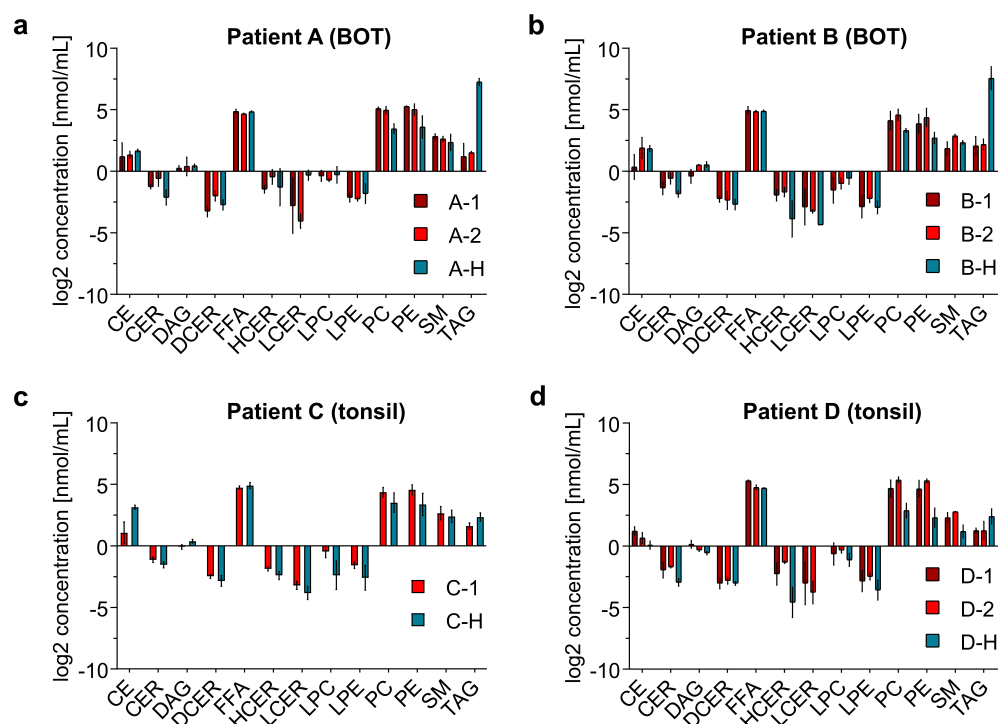 a
Patient A (BOT)
log2 concentration [nmol/mL]
10
5
0
-5
-10
A-1
A-2
A-H
CE
CER
DAG
DCER
FFA
HCER
LCER
LPC
LPE
PC
PE
SM
TAG
b
Patient B (BOT)
log2 concentration [nmol/mL]
10
5
0
-5
-10
B-1
B-2
B-H
CE
CER
DAG
DCER
FFA
HCER
LCER
LPC
LPE
PC
PE
SM
TAG
c
Patient C (tonsil)
log2 concentration [nmol/mL]
10
5
0
-5
-10
C-1
C-H
CE
CER
DAG
DCER
FFA
HCER
LCER
LPC
LPE
PC
PE
SM
TAG
d
Patient D (tonsil)
log2 concentration [nmol/mL]
10
5
0
-5
-10
D-1
D-2
D-H
CE
CER
DAG
DCER
FFA
HCER
LCER
LPC
LPE
PC
PE
SM
TAG